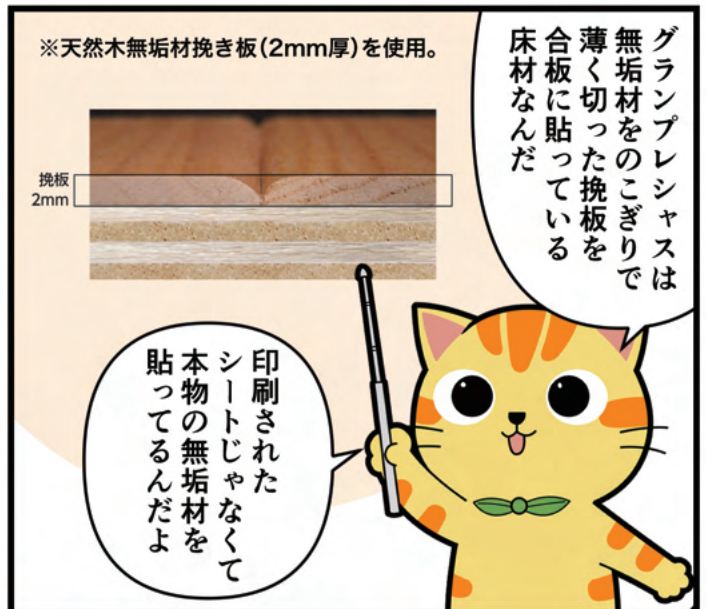 ※天然木無垢材挽き板(2mm厚)を使用。
グランプレシャスは
無垢材をのこぎりで
薄く切った挽板を
合板に貼っている
床材なんだ
挽板
2mm
印刷された
シートじゃなくて
本物の無垢材を
貼ってるんだよ